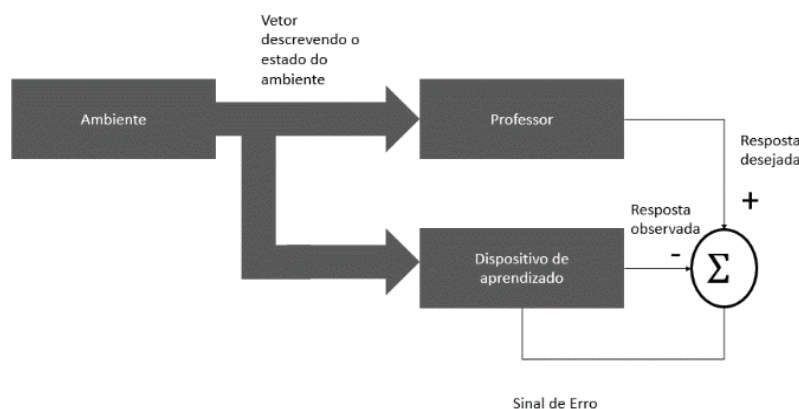 Vetor
descrevendo o
estado do
ambiente
Ambiente
Professor
Resposta
desejada
+
Resposta
observada
-
Dispositivo de
aprendizado
Σ
Sinal de Erro